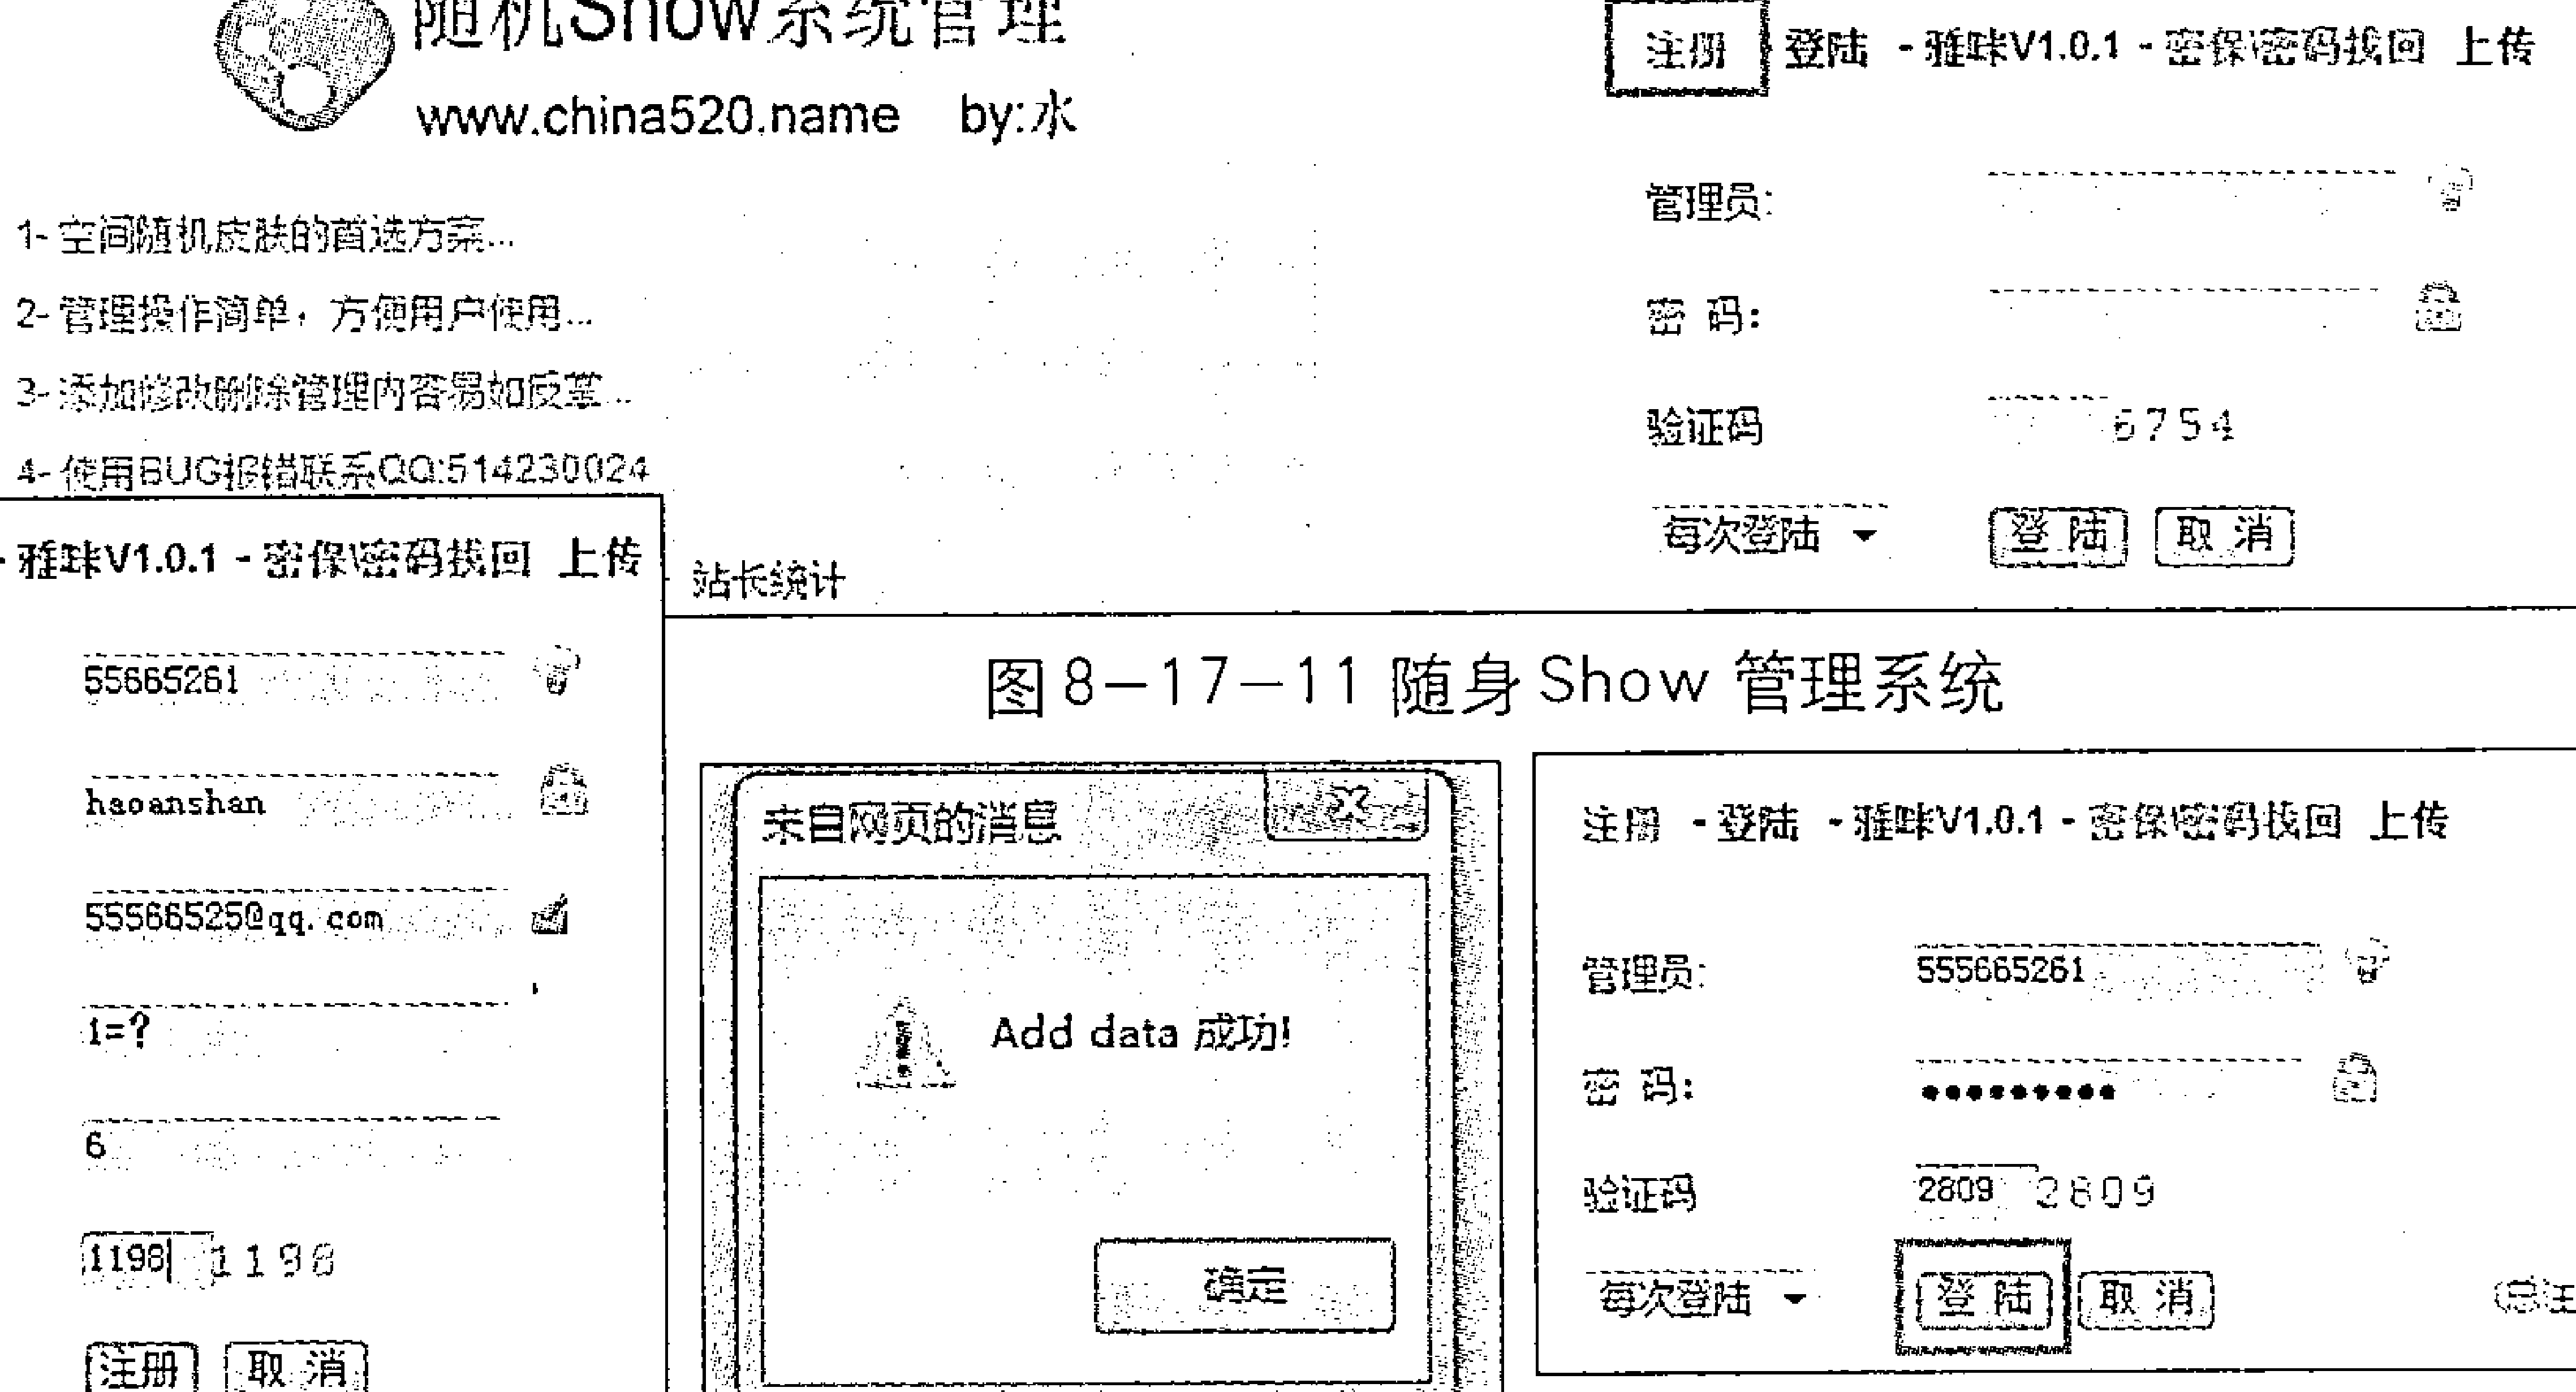 随机Show系统管理
www.china520.name by:水
1- 空间随机皮肤的首选方案...
2- 管理操作简单，方便用户使用...
3- 添加修改删除管理内容易如反掌...
4- 使用BUG报错联系QQ:514230024
站长统计
注册 登陆 - 雅咪V1.0.1 - 密保\密码找回 上传
管理员:
密 码:
验证码 6754
每次登陆 登 陆 取 消
图 8-17-11 随身 Show 管理系统
- 雅咪V1.0.1 - 密保\密码找回 上传
55665261
haoanshan
555665250@qq.com
1=?
6
1198 1198
注册 取 消
来自网页的消息 X
Add data 成功!
确定
注册 - 登陆 - 雅咪V1.0.1 - 密保\密码找回 上传
管理员: 555665261
密 码: ●●●●●●●●●
验证码 2809 2809
每次登陆 登 陆 取 消